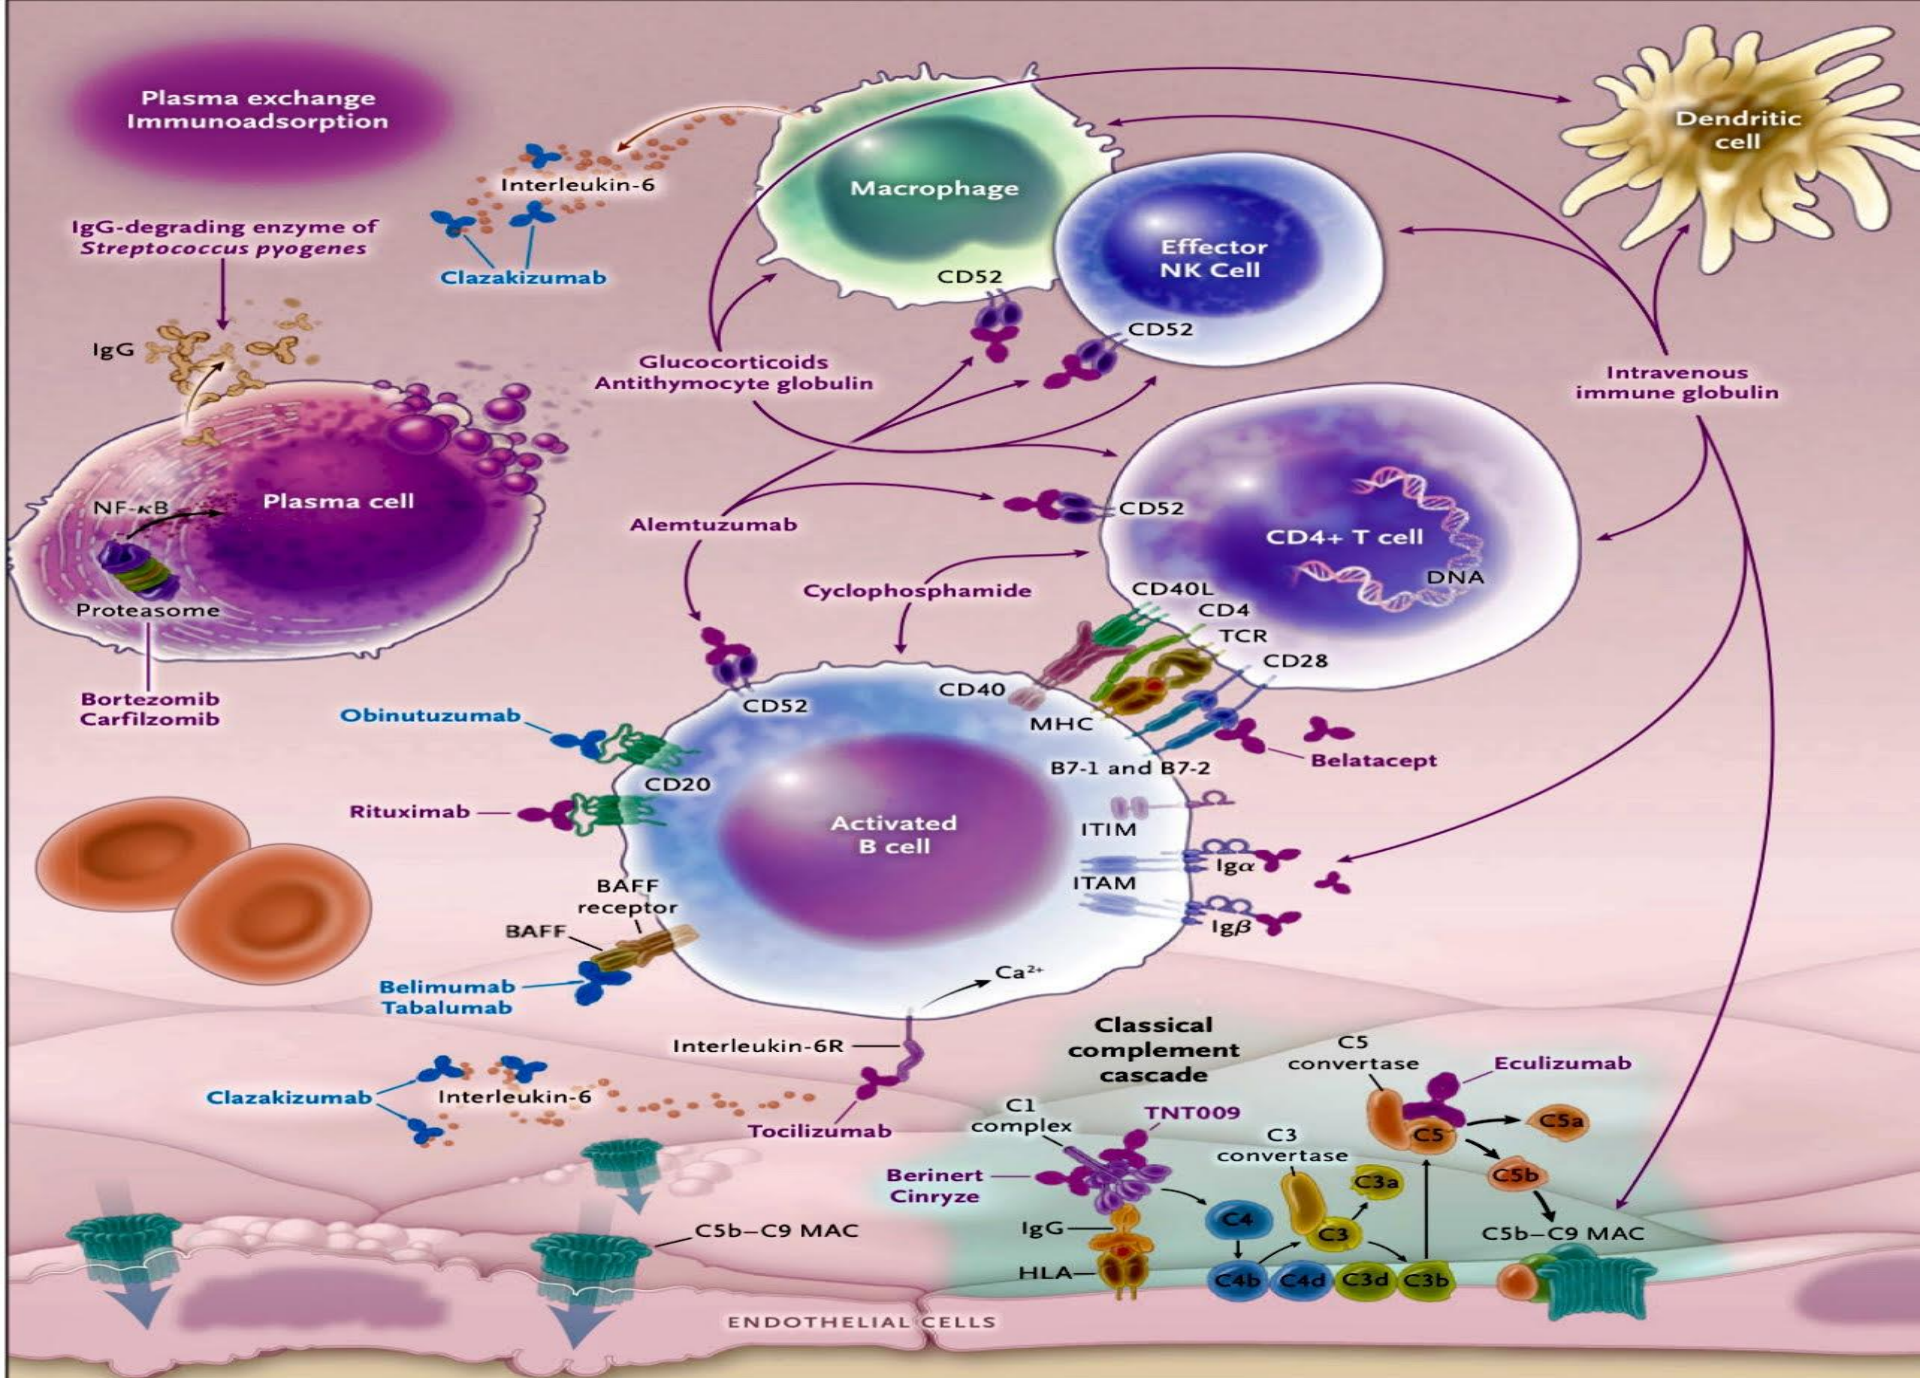 Plasma exchange
Immunoadsorption
IgG-degrading enzyme of
Streptococcus pyogenes
IgG
NF-κB
Plasma cell
Proteasome
Bortezomib
Carfilzomib
Interleukin-6
Clazakizumab
Macrophage
CD52
Effector
NK Cell
CD52
Dendritic
cell
Glucocorticoids
Antithymocyte globulin
Intravenous
immune globulin
Alemtuzumab
CD52
CD4+ T cell
DNA
Cyclophosphamide
CD40L
CD4
TCR
CD28
CD40
MHC
B7-1 and B7-2
Belatacept
CD52
Obinutuzumab
CD20
Rituximab
Activated
B cell
ITIM
ITAM
Igα
Igβ
BAFF
receptor
BAFF
Belimumab
Tabalumab
Ca²⁺
Interleukin-6R
Clazakizumab
Interleukin-6
Tocilizumab
Classical
complement
cascade
C5
convertase
Eculizumab
C5
C5a
C5b
C1
complex
TNT009
C3
convertase
C3a
Berinert
Cinryze
C4
C3
IgG
HLA
C4b
C4d
C3d
C3b
C5b–C9 MAC
C5b–C9 MAC
ENDOTHELIAL CELLS